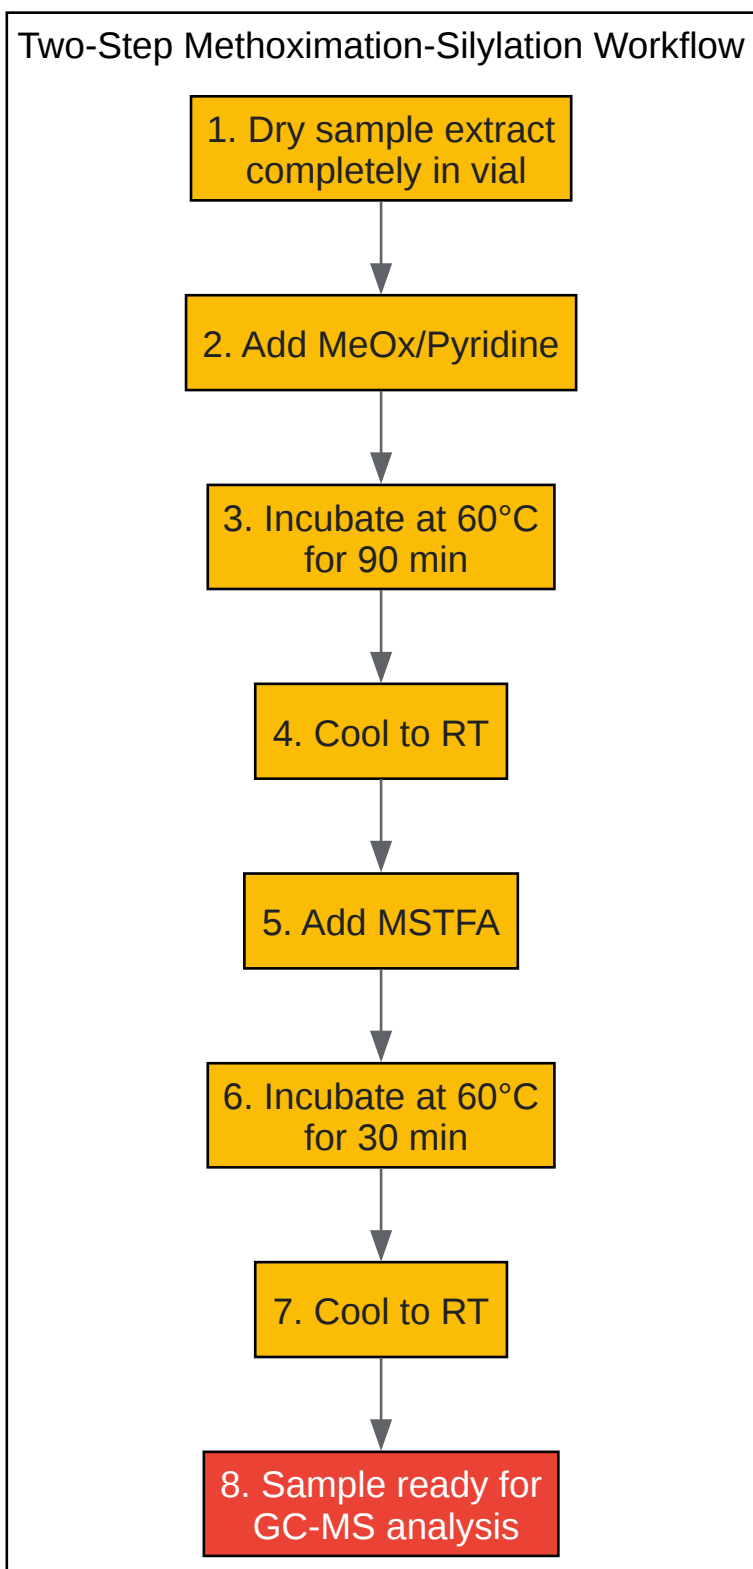 Two-Step Methoximation-Silylation Workflow
1. Dry sample extract
completely in vial
2. Add MeOx/Pyridine
3. Incubate at 60°C
for 90 min
4. Cool to RT
5. Add MSTFA
6. Incubate at 60°C
for 30 min
7. Cool to RT
8. Sample ready for
GC-MS analysis